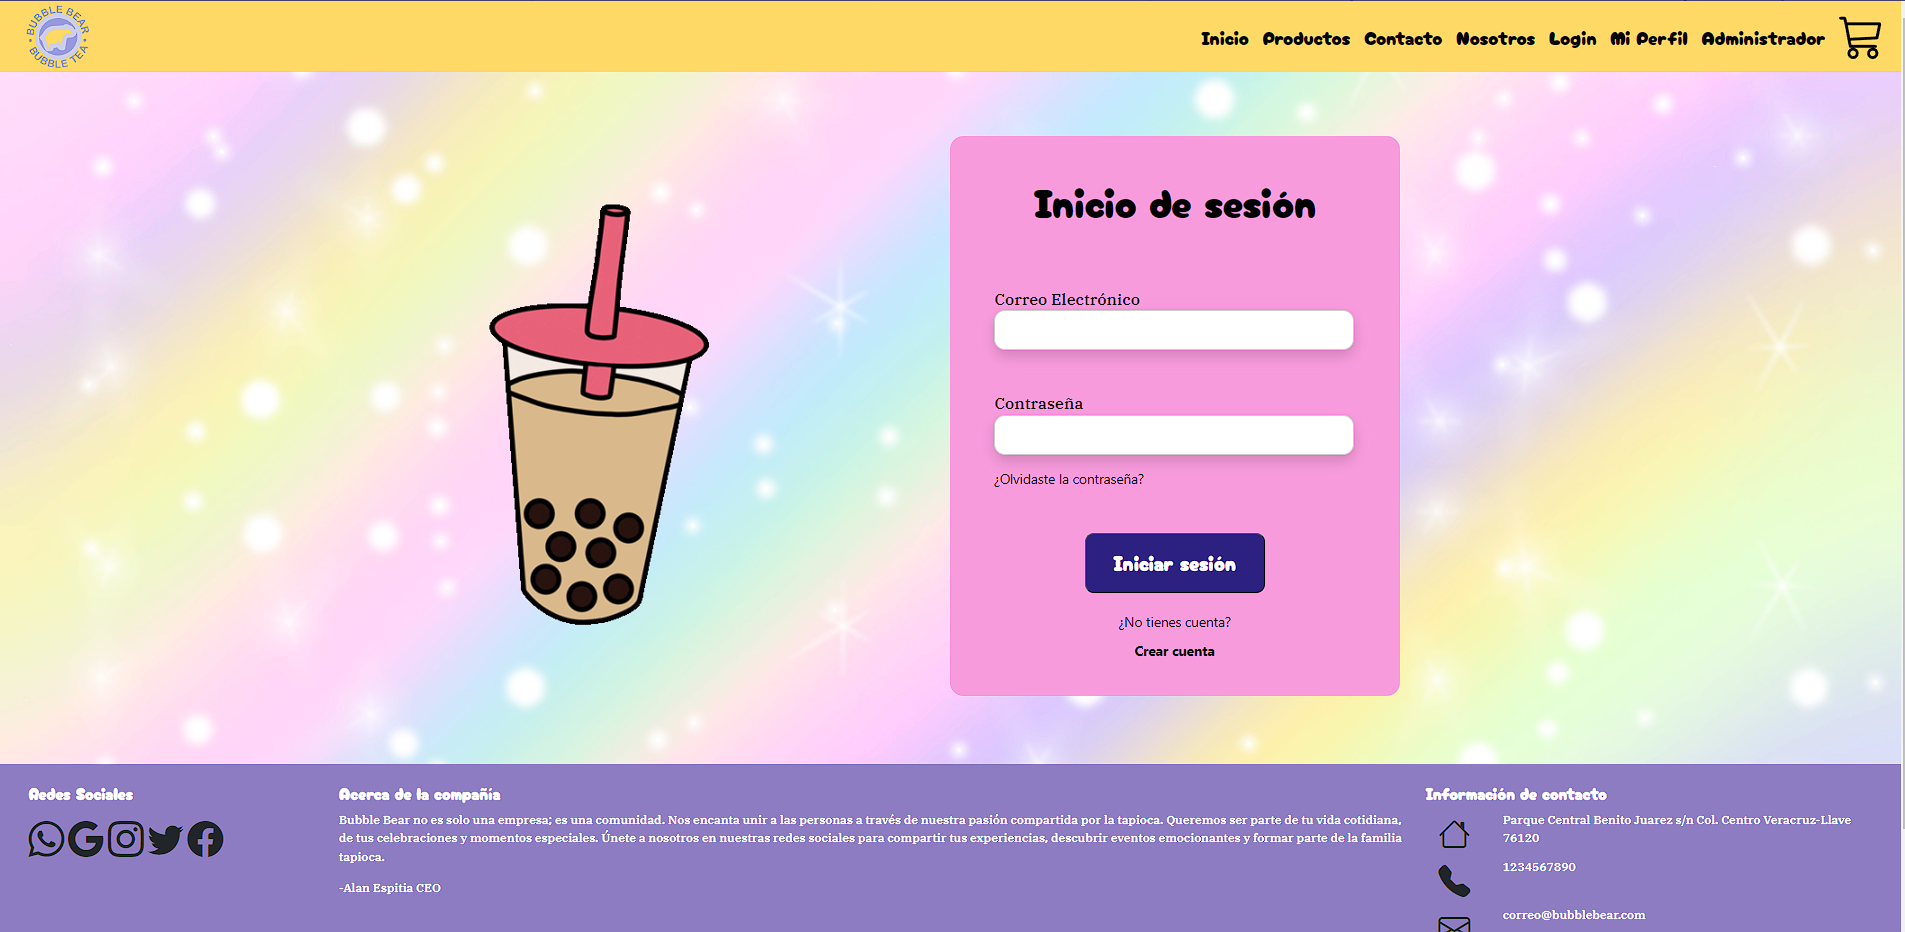 BUBBLE BEAR
BUBBLE TEA
Inicio Productos Contacto Nosotros Login Mi Perfil Administrador
Inicio de sesión
Correo Electrónico
Contraseña
¿Olvidaste la contraseña?
Iniciar sesión
¿No tienes cuenta?
Crear cuenta
Redes Sociales
Acerca de la compañía
Bubble Bear no es solo una empresa; es una comunidad. Nos encanta unir a las personas a través de nuestra pasión compartida por la tapioca. Queremos ser parte de tu vida cotidiana,
de tus celebraciones y momentos especiales. Únete a nosotros en nuestras redes sociales para compartir tus experiencias, descubrir eventos emocionantes y formar parte de la familia
tapioca.
-Alan Espitia CEO
Información de contacto
Parque Central Benito Juarez s/n Col. Centro Veracruz-Llave
76120
1234567890
correo@bubblebear.com